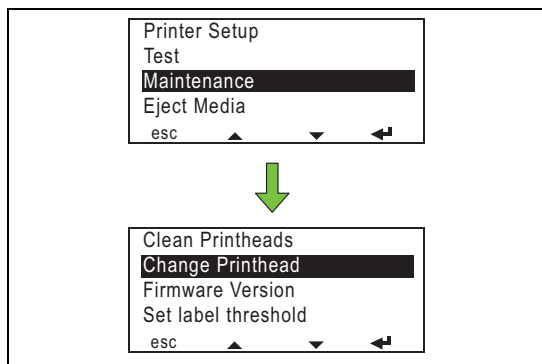 Printer Setup
Test
Maintenance
Eject Media
esc
Clean Printheads
Change Printhead
Firmware Version
Set label threshold
esc